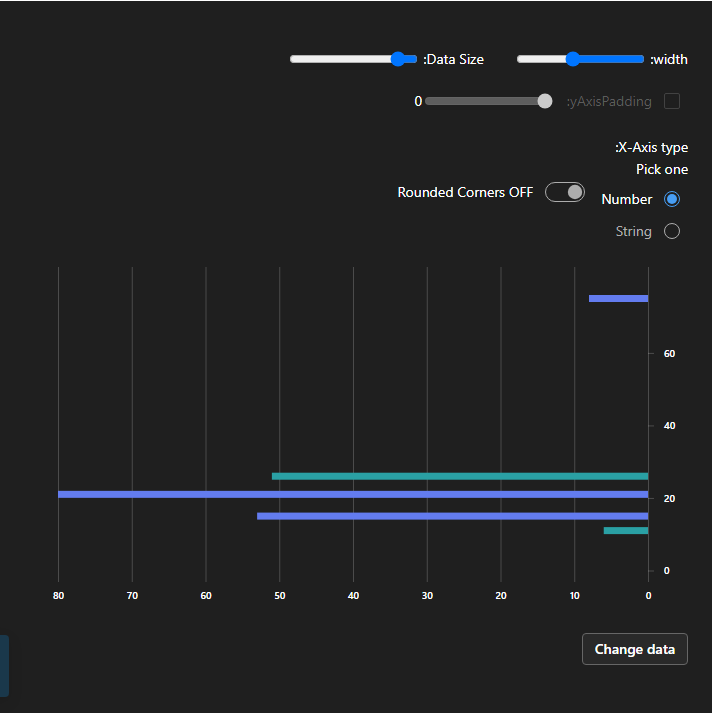 :width
:Data Size
:yAxisPadding
0
:X-Axis type
Pick one
Number
String
Rounded Corners OFF
60
40
20
0
80 70 60 50 40 30 20 10 0
Change data